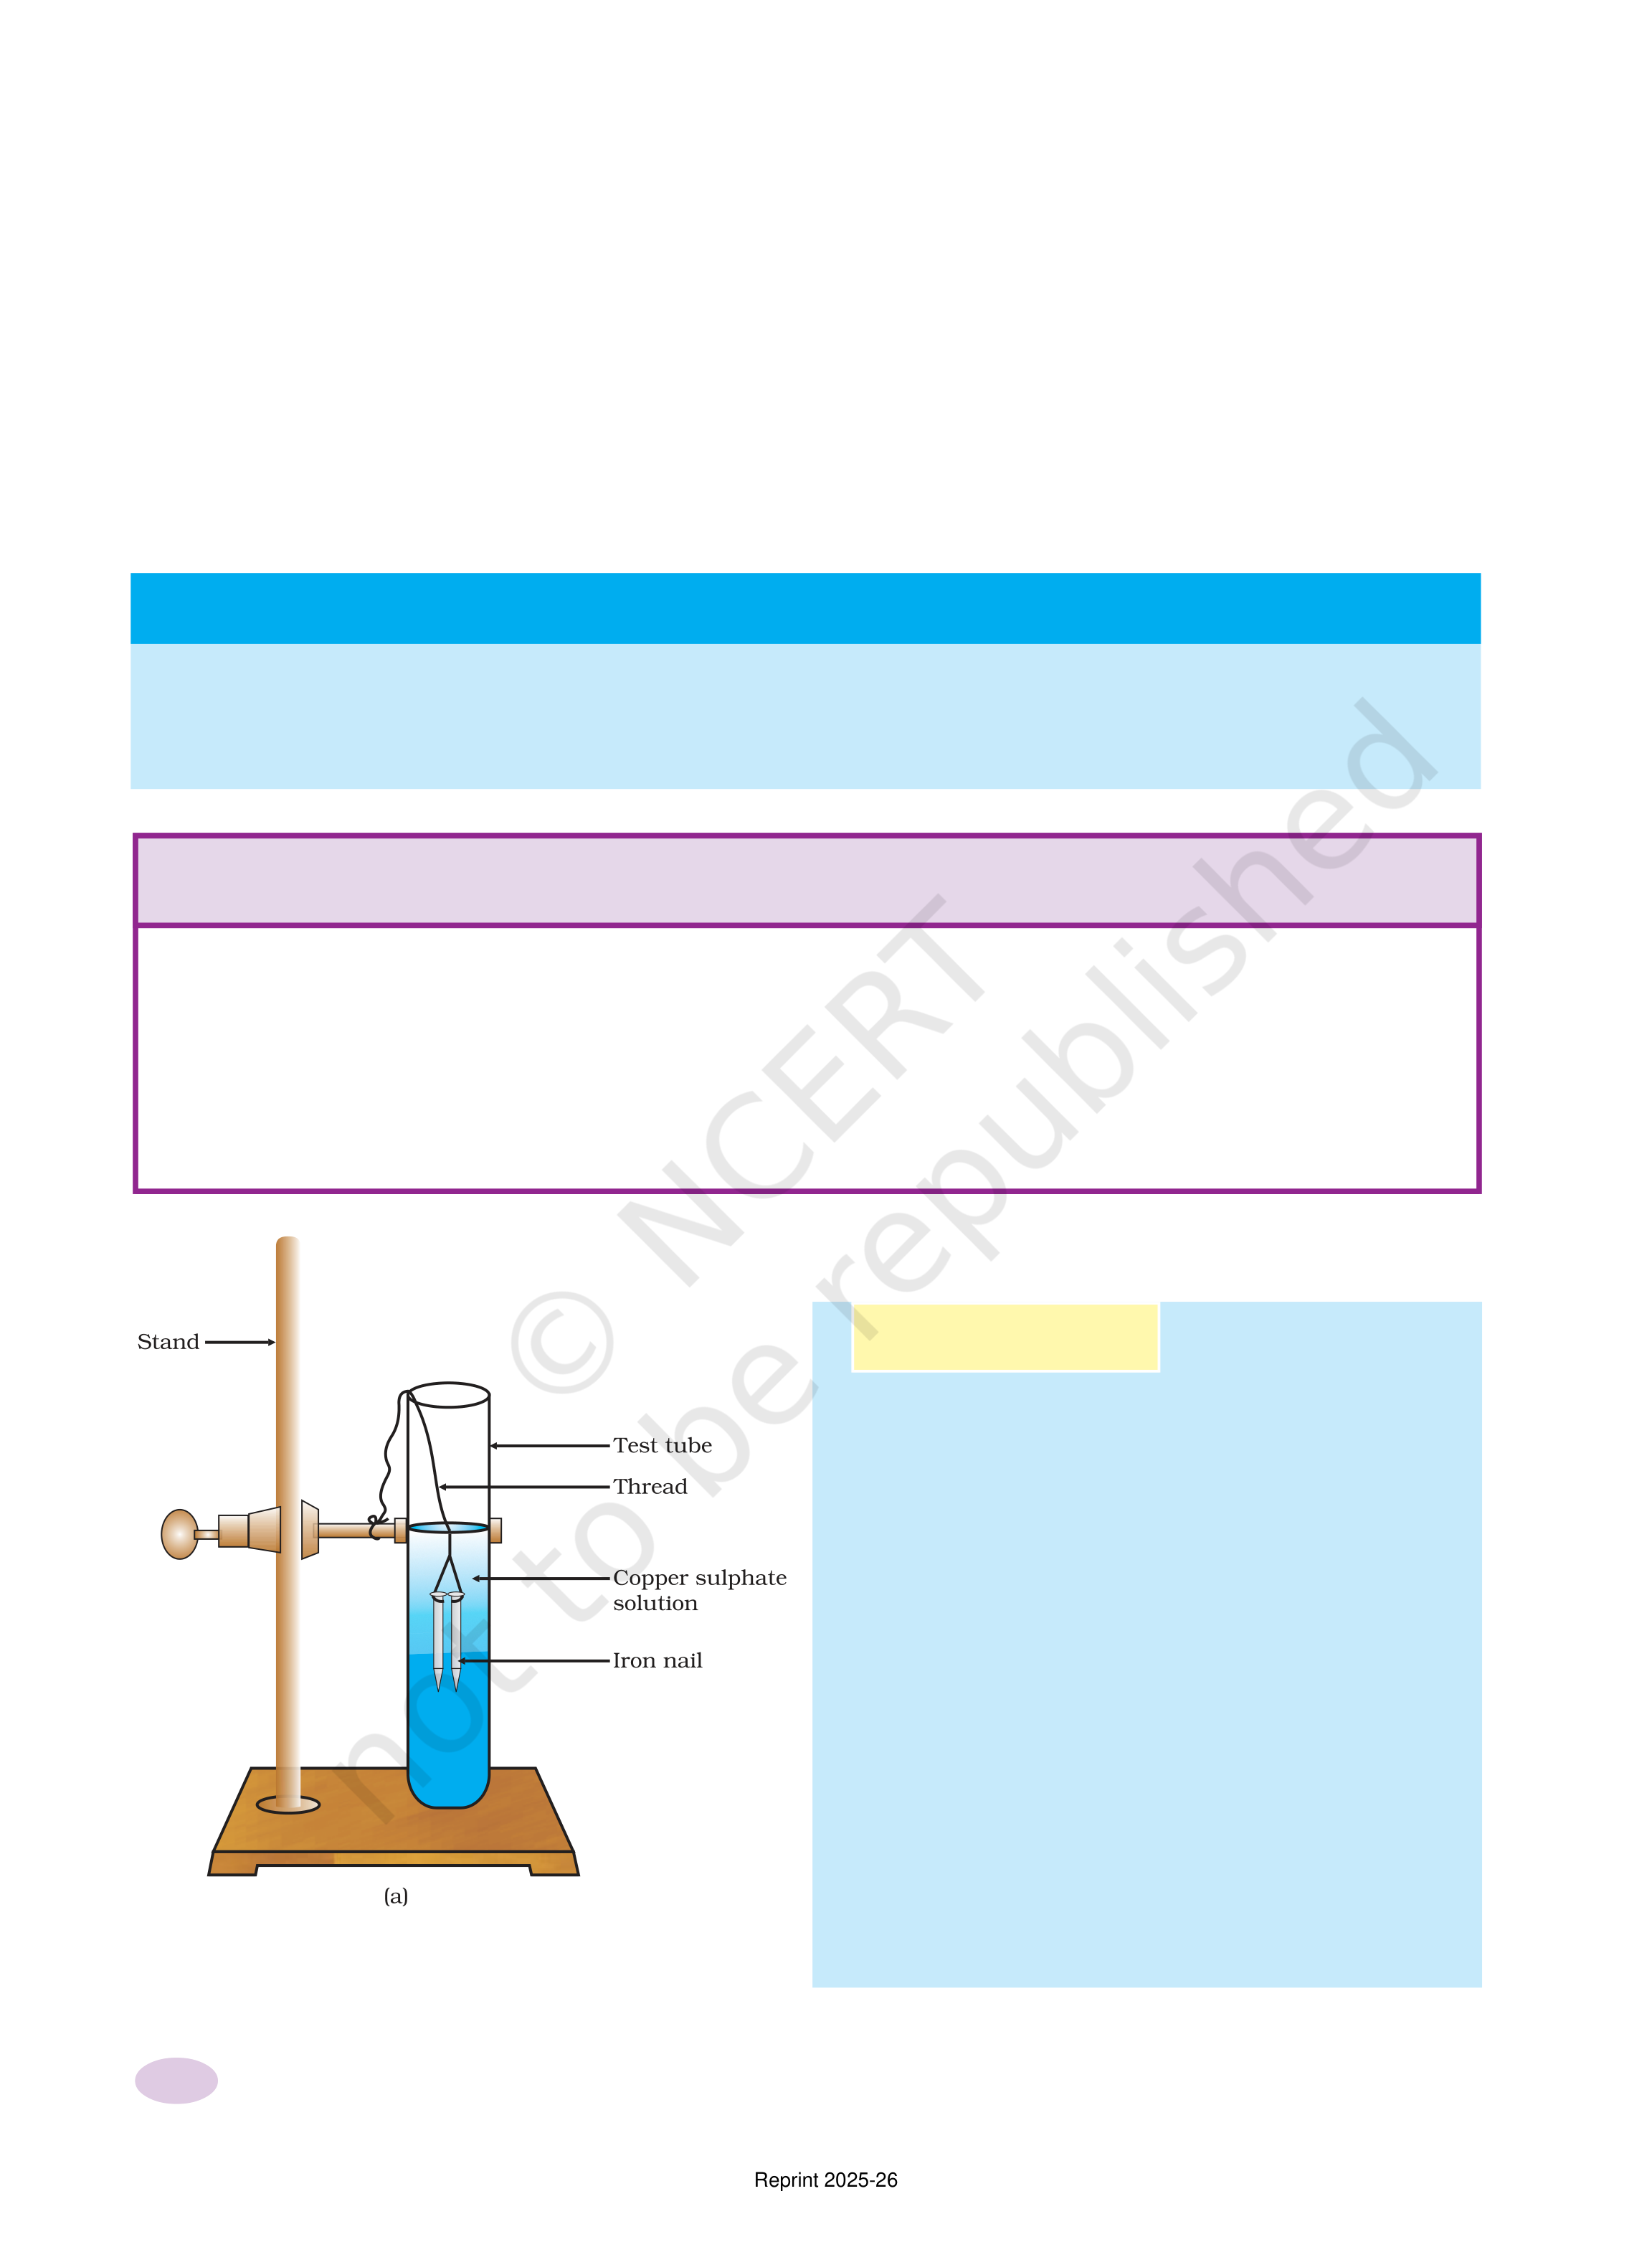 Stand
Test tube
Thread
Copper sulphate
solution
Iron nail
(a)
© NCERT
not to be republished
Reprint 2025-26